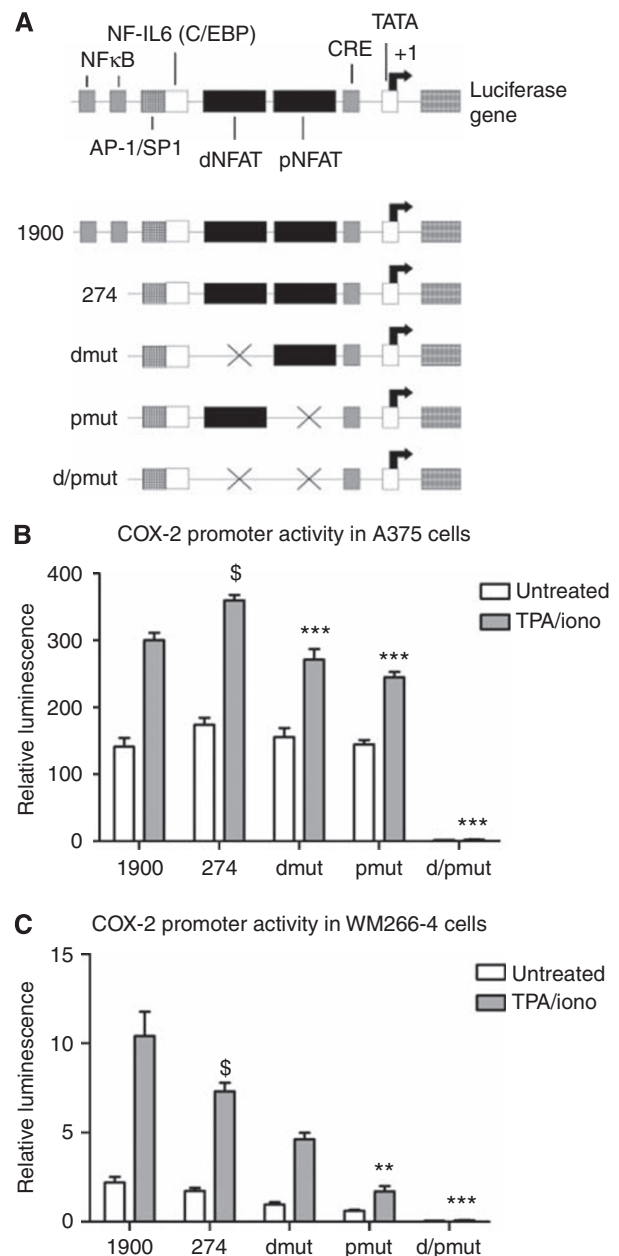 A
NF-IL6 (C/EBP)
TATA
NFκB
CRE
+1
Luciferase
gene
AP-1/SP1
dNFAT
pNFAT
1900
274
dmut
pmut
d/pmut
B
COX-2 promoter activity in A375 cells
Relative luminescence
400
300
200
100
0
$
***
***
***
Untreated
TPA/iono
1900 274 dmut pmut d/pmut
C
COX-2 promoter activity in WM266-4 cells
Relative luminescence
15
10
5
0
$
**
***
Untreated
TPA/iono
1900 274 dmut pmut d/pmut